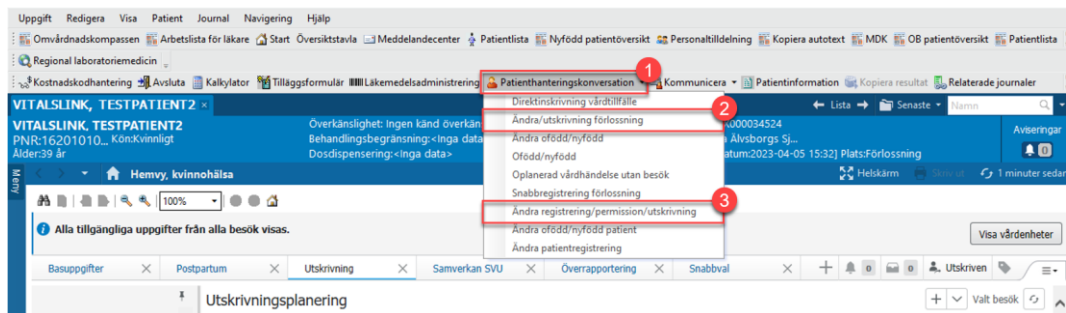 Uppgift Redigera Visa Patient Journal Navigering Hjälp
Omvårdnadskompassen Arbetslista för läkare Start Översiktstavla Meddelandecenter Patientlista Nyfödd patientöversikt Personaltilldelning Kopiera autotext MDK OB patientöversikt Patientlista
Regional laboratoriemedicin
Kostnadskodhantering Avsluta Kalkylator Tilläggsformulär Läkemedelsadministrering Patienthanteringskonversation Kommunicera Patientinformation Kopiera resultat Relaterade journaler
1
VITALSLINK, TESTPATIENT2 ×
Lista Senaste Namn
VITALSLINK, TESTPATIENT2
PNR:16201010... Kön:Kvinnligt
Ålder:39 år
Överkänslighet: Ingen känd överkän
Behandlingsbegränsning:<Inga data
Dosdispensering:<Inga data>
Direktinskrivning vårdtillfälle
2
Ändra/utskrivning förlossning
Ändra ofödd/nyfödd
Ofödd/nyfödd
Oplanerad vårdhändelse utan besök
Snabbregistrering förlossning
3
Ändra registrering/permission/utskrivning
Ändra ofödd/nyfödd patient
Ändra patientregistrering
000034524
Älvsborgs Sj...
atum:2023-04-05 15:32] Plats:Förlossning
Aviseringar
0
Meny
Hemvy, kvinnohälsa
Helskärm Skriv ut 1 minuter sedan
100%
Alla tillgängliga uppgifter från alla besök visas.
Visa vårdenheter
Basuppgifter Postpartum Utskrivning Samverkan SVU Överrapportering Snabbval + 0 0 Utskriven
Utskrivningsplanering
+ Valt besök